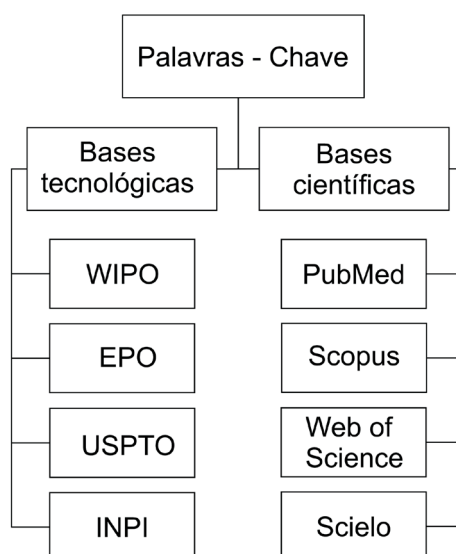 Palavras - Chave
Bases
tecnológicas
Bases
científicas
WIPO
PubMed
EPO
Scopus
USPTO
Web of
Science
INPI
Scielo